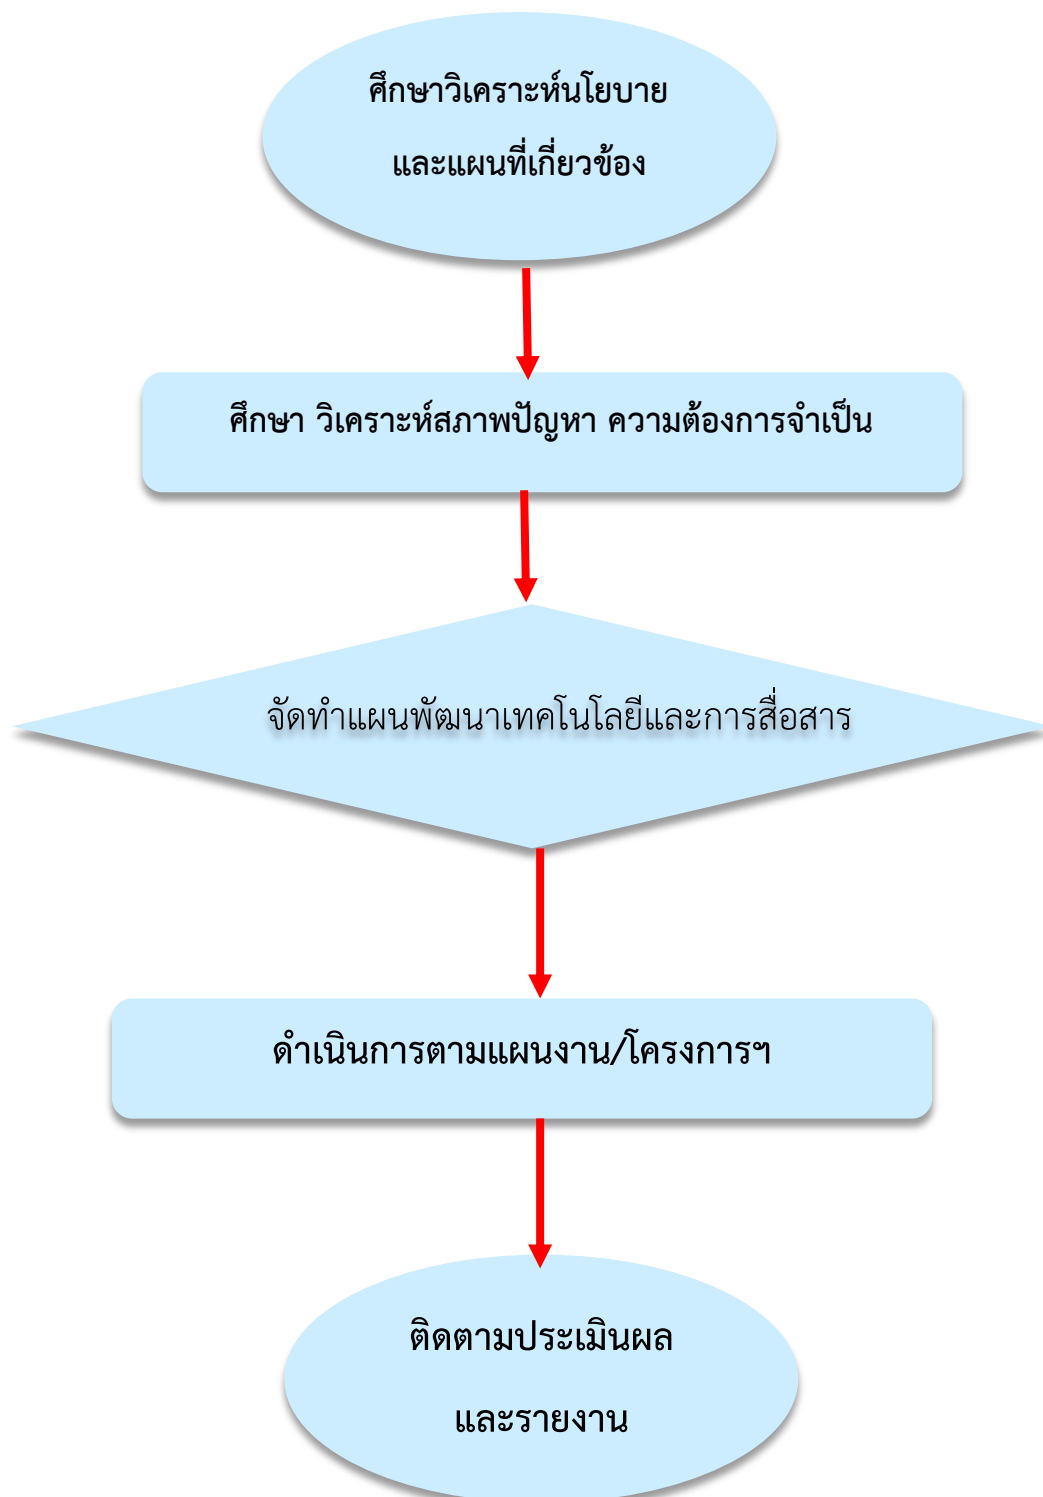 ศึกษาวิเคราะห์นโยบาย
และแผนที่เกี่ยวข้อง
ศึกษา วิเคราะห์สภาพปัญหา ความต้องการจำเป็น
จัดทำแผนพัฒนาเทคโนโลยีและการสื่อสาร
ดำเนินการตามแผนงาน/โครงการฯ
ติดตามประเมินผล
และรายงาน